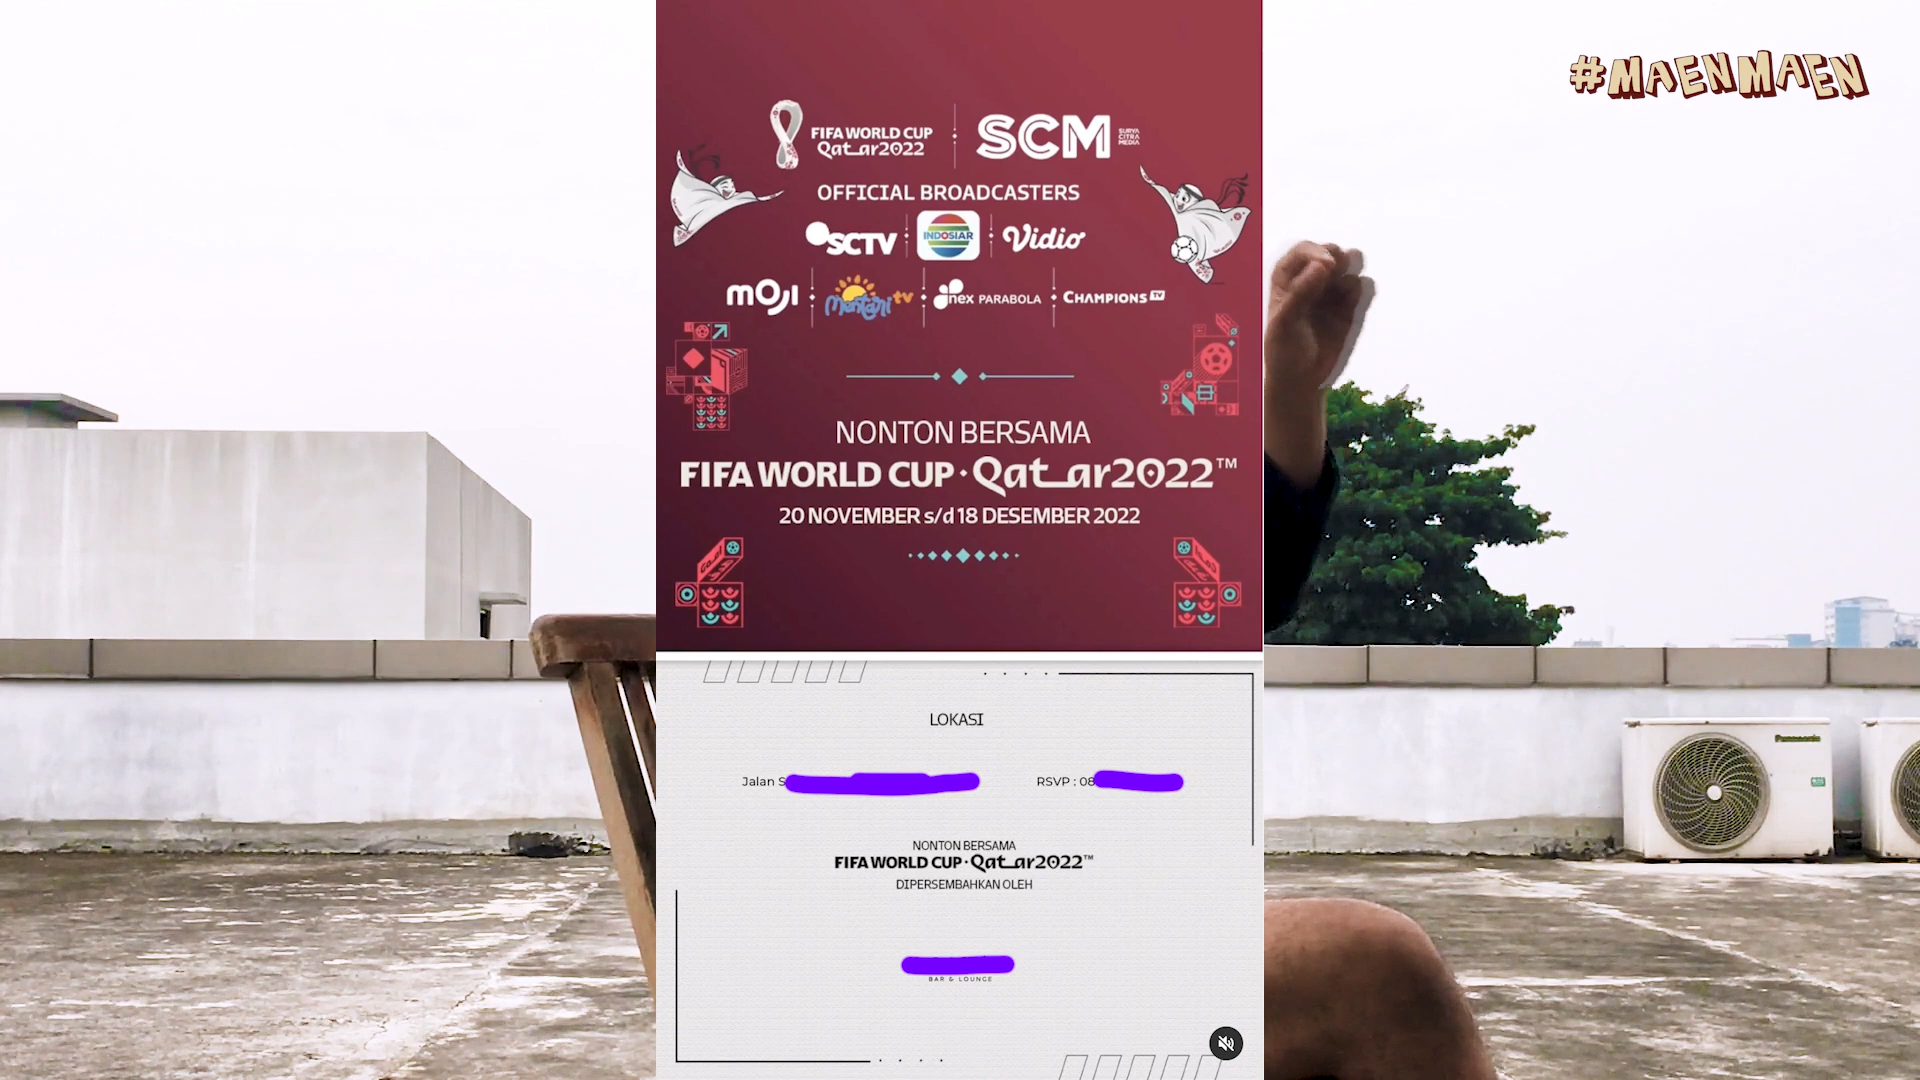 #MAENMAEN
FIFA WORLD CUP
Qatar2022
SCM
SURYA
CITRA
MEDIA
OFFICIAL BROADCASTERS
SCTV
INDOSIAR
Vidio
moji
mentari tv
nex PARABOLA
CHAMPIONS TV
NONTON BERSAMA
FIFA WORLD CUP · Qatar2022™
20 NOVEMBER s/d 18 DESEMBER 2022
LOKASI
Jalan S
RSVP : 08
NONTON BERSAMA
FIFA WORLD CUP · Qatar2022™
DIPERSEMBAHKAN OLEH
BAR & LOUNGE
Panasonic